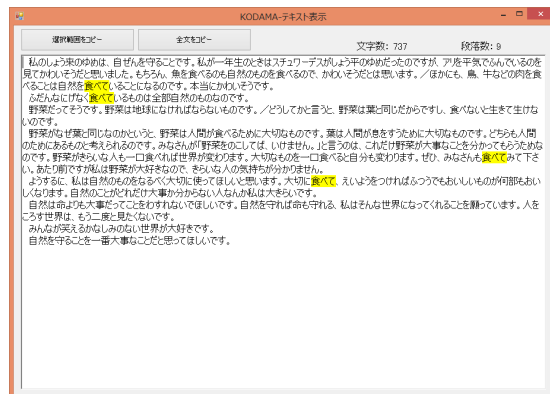 KODAMA-テキスト表示
選択範囲をコピー
全文をコピー
文字数: 737
段落数: 9
私のしょう来のゆめは、自ぜんを守ることです。私が一年生のときはスチュワーデスがしょう平のゆめだったのですが、アリを平気でふんでいるのを
見てかわいそうだと思いました。もちろん、魚を食べるのも自然のものを食べるので、かわいそうだとは思います。／ほかにも、鳥、牛などの肉を食
べることは自然を食べていることになるのです。本当にかわいそうです。
ふだんなにげなく食べているものは全部自然のものなのです。
野菜だってそうです。野菜は地球になければならないものです。／どうしてかと言うと、野菜は葉と同じだからですし、食べないと生きて生けな
いのです。
野菜がなぜ葉と同じなのかというと、野菜は人間が食べるために大切なものです。葉は人間が息をすうために大切なものです。どちらも人間
のためにあるものと考えられるのです。みなさんが「野菜をのこしては、いけません。」と言うのは、これだけ野菜が大事なことを分かってもらうためな
のです。野菜がきらいな人も一口食べれば世界が変わります。大切なものを一口食べると自分も変わります。ぜひ、みなさんも食べてみて下さ
い。あたり前ですが私は野菜が大好きなので、きらいな人の気持ちが分かりません。
ようするに、私は自然のものをなるべく大切に使ってほしいと思います。大切に食べて、えいようをつければふつうでもおいしいものが何部もおい
しくなります。自然のことがどれだけ大事か分からない人なんか私は大きらいです。
自然は命よりも大事だってことをわすれないでほしいです。自然を守れば命も守れる、私はそんな世界になってくれることを願っています。人をこ
ろす世界は、もう二度と見たくないです。
みんなが笑えるかなしみのない世界が大好きです。
自然を守ることを一番大事なことだと思ってほしいです。